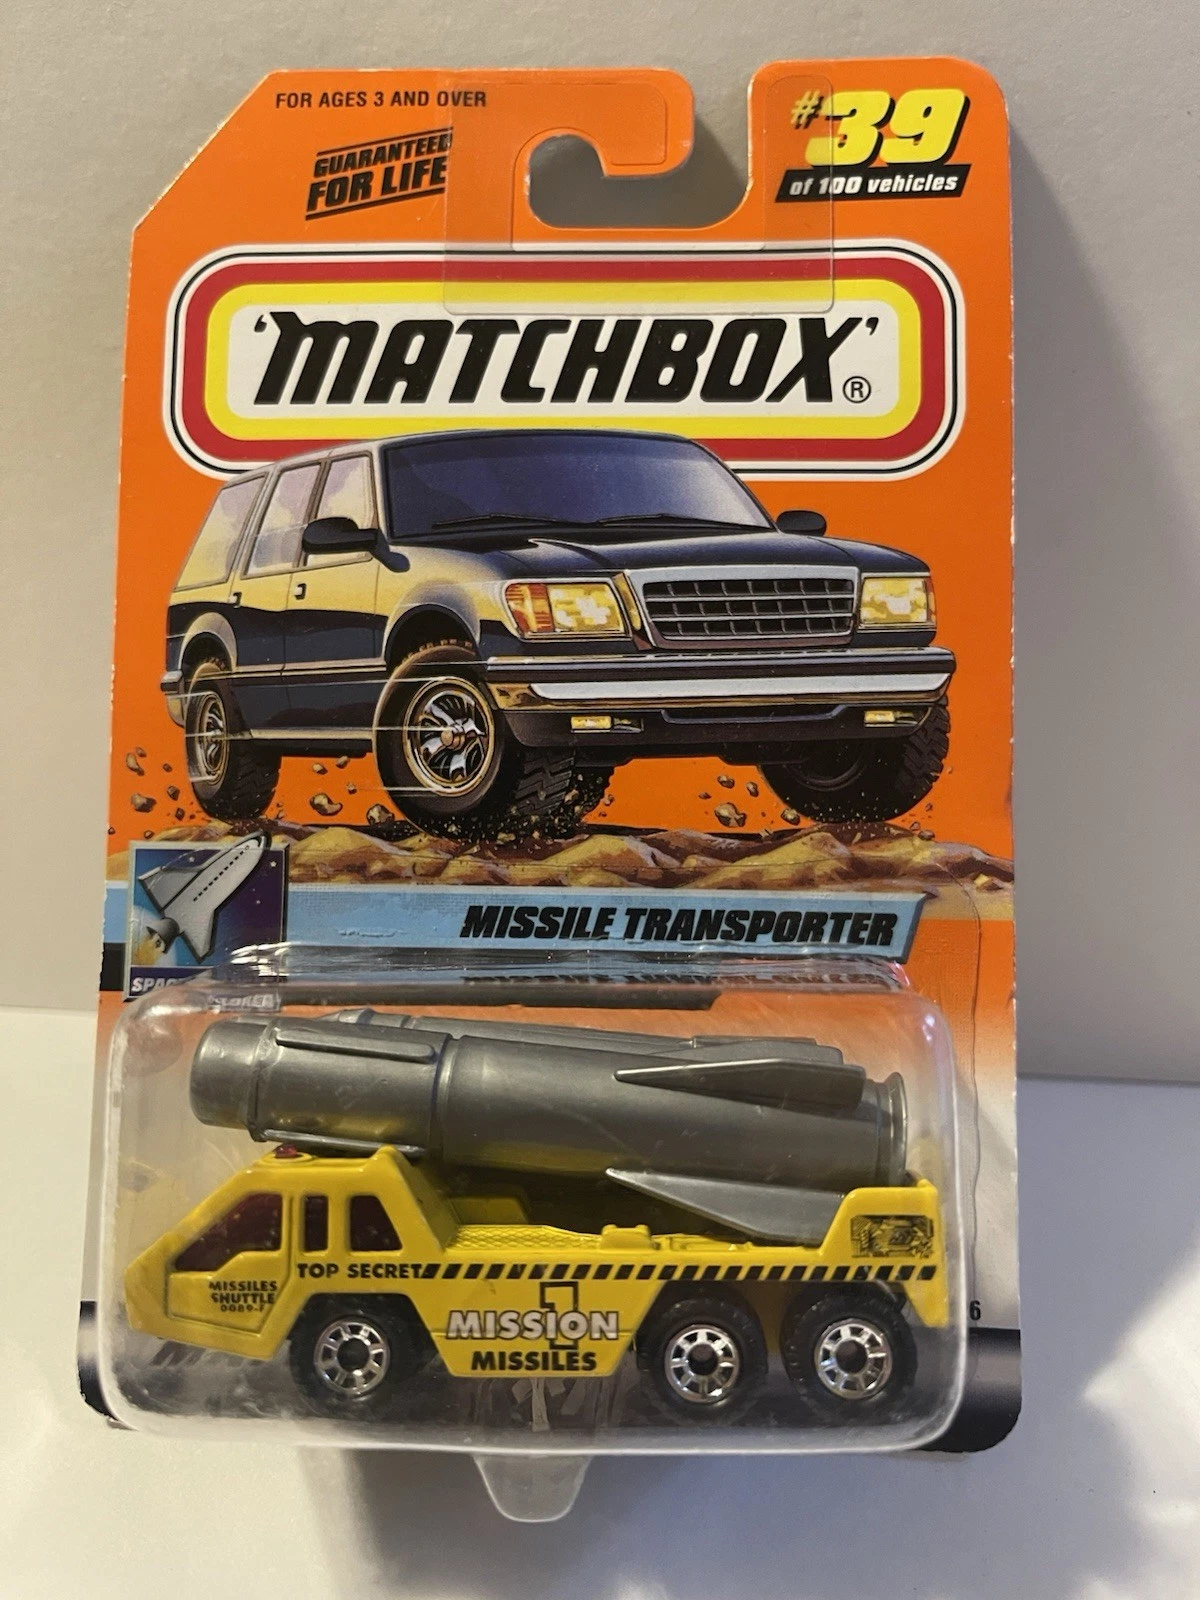 FOR AGES 3 AND OVER
GUARANTEED
FOR LIFE
#39
of 100 vehicles
'MATCHBOX'®
MISSILE TRANSPORTER
TOP SECRET
MISSILES
SHUTTLE
1
MISSION
MISSILES
6